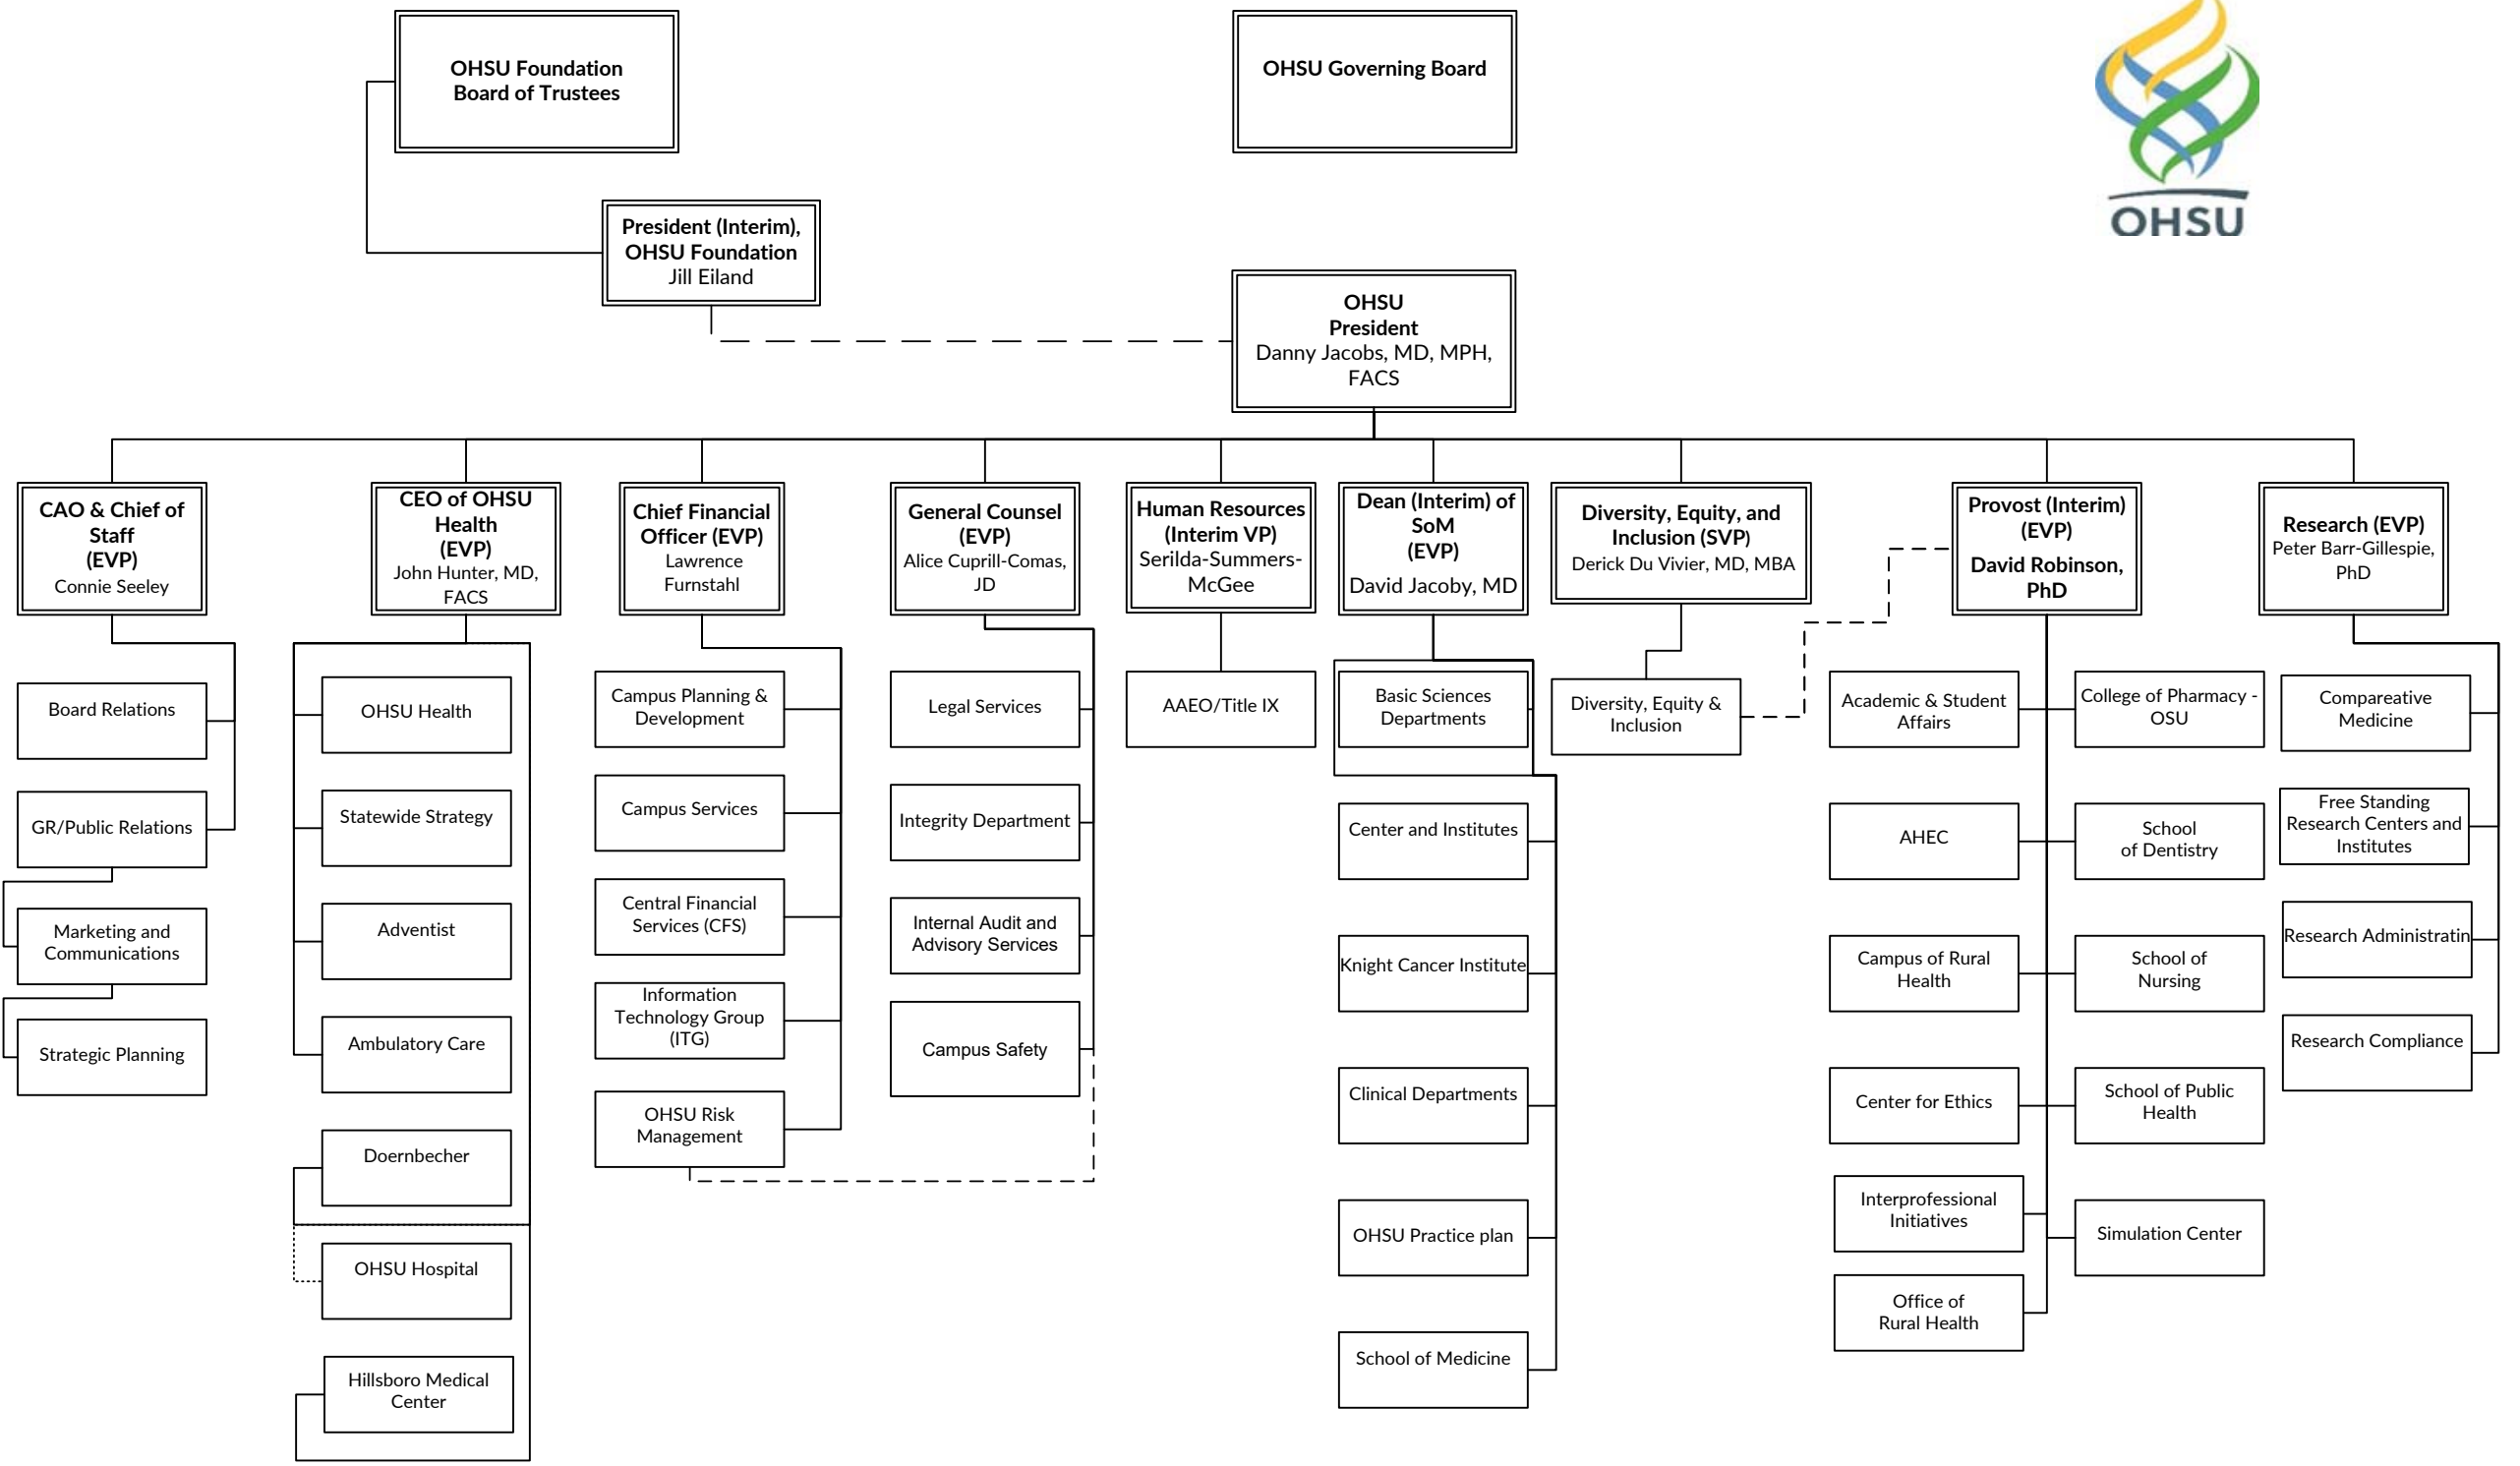 OHSU Foundation
Board of Trustees
OHSU Governing Board
OHSU
President (Interim),
OHSU Foundation
Jill Eiland
OHSU
President
Danny Jacobs, MD, MPH,
FACS
CAO & Chief of
Staff
(EVP)
Connie Seeley
CEO of OHSU
Health
(EVP)
John Hunter, MD,
FACS
Chief Financial
Officer (EVP)
Lawrence
Furnstahl
General Counsel
(EVP)
Alice Cuprill-Comas,
JD
Human Resources
(Interim VP)
Serilda-Summers-
McGee
Dean (Interim) of
SoM
(EVP)
David Jacoby, MD
Diversity, Equity, and
Inclusion (SVP)
Derick Du Vivier, MD, MBA
Provost (Interim)
(EVP)
David Robinson,
PhD
Research (EVP)
Peter Barr-Gillespie,
PhD
Board Relations
GR/Public Relations
Marketing and
Communications
Strategic Planning
OHSU Health
Statewide Strategy
Adventist
Ambulatory Care
Doernbecher
OHSU Hospital
Hillsboro Medical
Center
Campus Planning &
Development
Campus Services
Central Financial
Services (CFS)
Information
Technology Group
(ITG)
OHSU Risk
Management
Legal Services
Integrity Department
Internal Audit and
Advisory Services
Campus Safety
AAEO/Title IX
Basic Sciences
Departments
Center and Institutes
Knight Cancer Institute
Clinical Departments
OHSU Practice plan
School of Medicine
Diversity, Equity &
Inclusion
Academic & Student
Affairs
AHEC
Campus of Rural
Health
Center for Ethics
Interprofessional
Initiatives
Office of
Rural Health
College of Pharmacy -
OSU
School
of Dentistry
School of
Nursing
School of Public
Health
Simulation Center
Compareative
Medicine
Free Standing
Research Centers and
Institutes
Research Administratin
Research Compliance